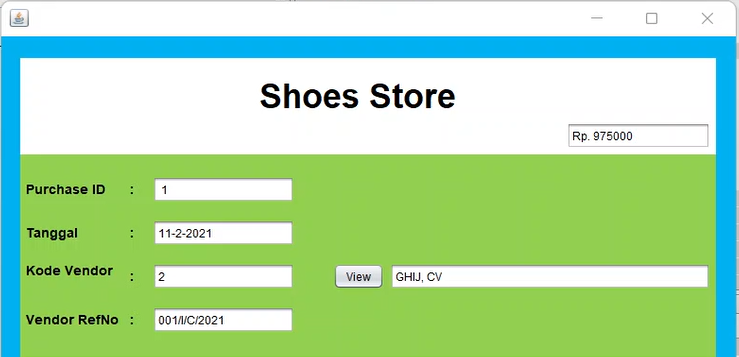 Shoes Store
Rp. 975000
Purchase ID : 1
Tanggal : 11-2-2021
Kode Vendor : 2 View GHIJ, CV
Vendor RefNo : 001/I/C/2021